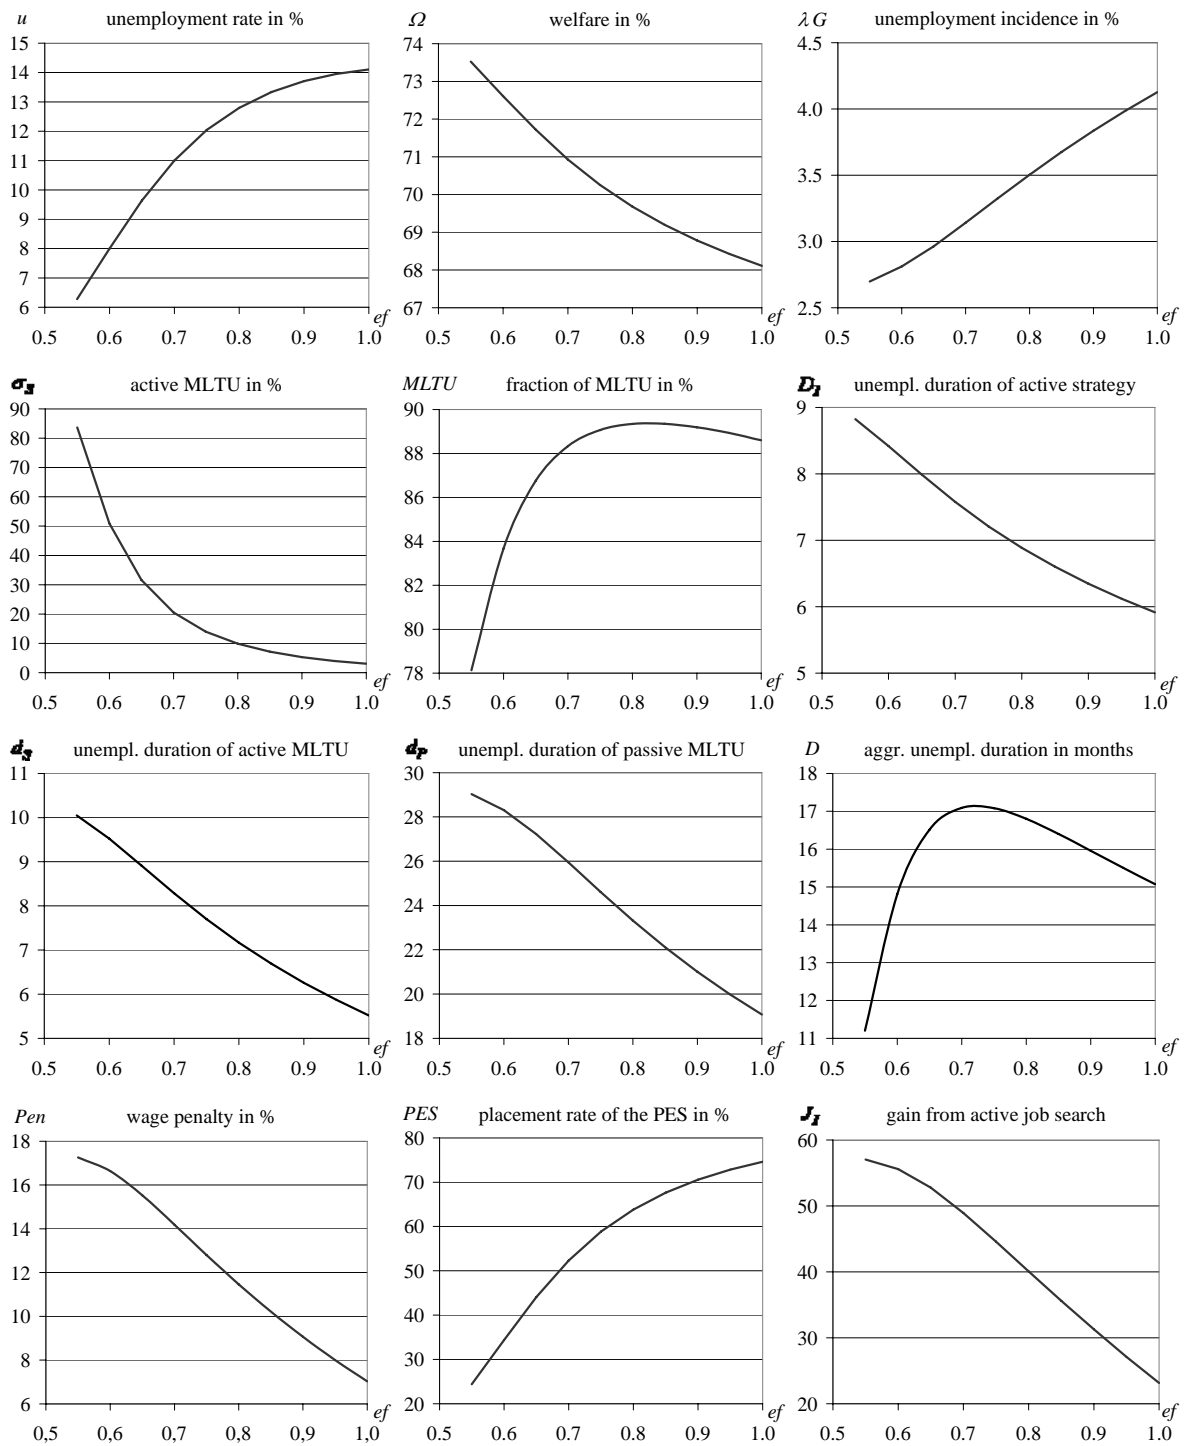 u unemployment rate in %
15
14
13
12
11
10
9
8
7
6
0.5 0.6 0.7 0.8 0.9 1.0
ef
Ω welfare in %
74
73
72
71
70
69
68
67
0.5 0.6 0.7 0.8 0.9 1.0
ef
λ G unemployment incidence in %
4.5
4.0
3.5
3.0
2.5
0.5 0.6 0.7 0.8 0.9 1.0
ef
σ_S active MLTU in %
90
80
70
60
50
40
30
20
10
0
0.5 0.6 0.7 0.8 0.9 1.0
ef
MLTU fraction of MLTU in %
90
88
86
84
82
80
78
0.5 0.6 0.7 0.8 0.9 1.0
ef
D_I unempl. duration of active strategy
9
8
7
6
5
0.5 0.6 0.7 0.8 0.9 1.0
ef
d_S unempl. duration of active MLTU
11
10
9
8
7
6
5
0.5 0.6 0.7 0.8 0.9 1.0
ef
d_P unempl. duration of passive MLTU
30
28
26
24
22
20
18
0.5 0.6 0.7 0.8 0.9 1.0
ef
D aggr. unempl. duration in months
18
17
16
15
14
13
12
11
0.5 0.6 0.7 0.8 0.9 1.0
ef
Pen wage penalty in %
18
16
14
12
10
8
6
0,5 0,6 0,7 0,8 0,9 1,0
ef
PES placement rate of the PES in %
80
70
60
50
40
30
20
0.5 0.6 0.7 0.8 0.9 1.0
ef
J_I gain from active job search
60
50
40
30
20
0.5 0.6 0.7 0.8 0.9 1.0
ef